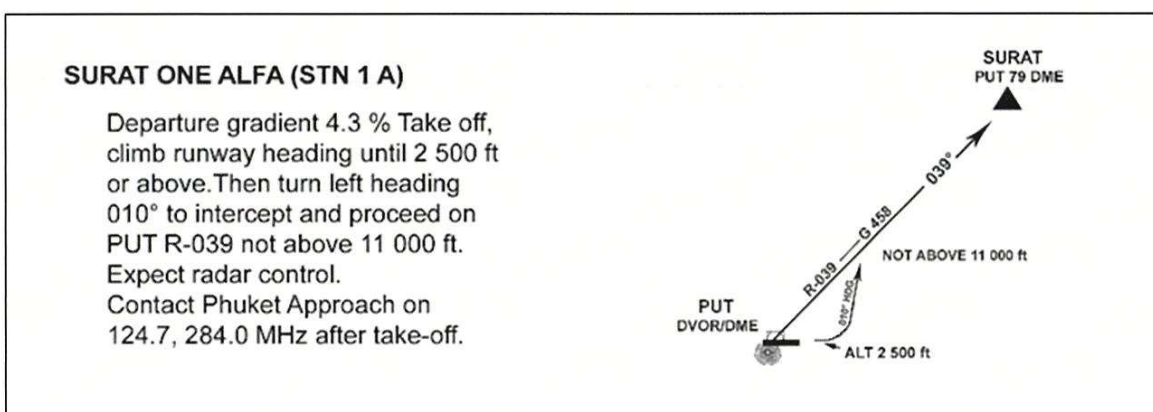 SURAT ONE ALFA (STN 1 A)
Departure gradient 4.3 % Take off,
climb runway heading until 2 500 ft
or above.Then turn left heading
010° to intercept and proceed on
PUT R-039 not above 11 000 ft.
Expect radar control.
Contact Phuket Approach on
124.7, 284.0 MHz after take-off.
SURAT
PUT 79 DME
039°
R-039 G 458
NOT ABOVE 11 000 ft
010° HDG
PUT
DVOR/DME
ALT 2 500 ft